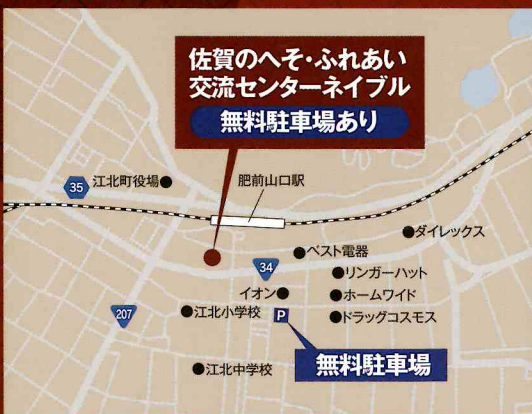 佐賀のへそ・ふれあい
交流センターネイブル
無料駐車場あり
35
江北町役場
肥前山口駅
ダイレックス
ベスト電器
34
リンガーハット
イオン
ホームワイド
207
江北小学校
P
ドラッグコスモス
無料駐車場
江北中学校